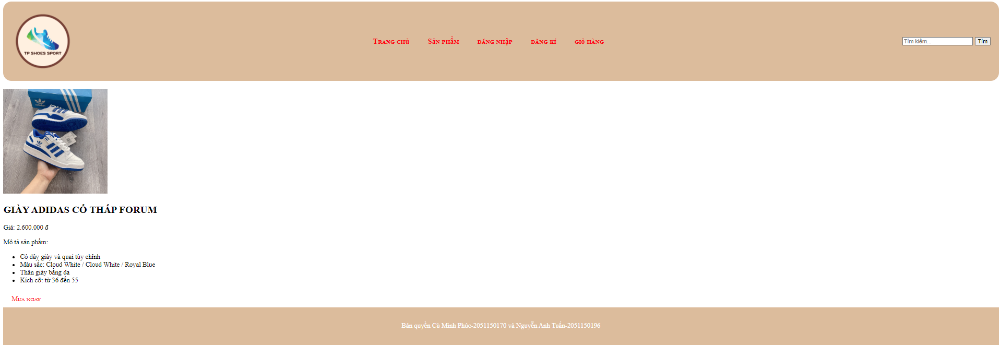 TP SHOES SPORT
Trang chủ Sản phẩm đăng nhập đăng kí giỏ hàng
Tìm kiếm... Tìm
adidas
GIÀY ADIDAS CỔ THẤP FORUM
Giá: 2.600.000 đ
Mô tả sản phẩm:
Có dây giày và quai tùy chỉnh
Màu sắc: Cloud White / Cloud White / Royal Blue
Thân giày bằng da
Kích cỡ: từ 36 đến 55
Mua ngay
Bản quyền Cù Minh Phúc-2051150170 và Nguyễn Anh Tuấn-2051150196